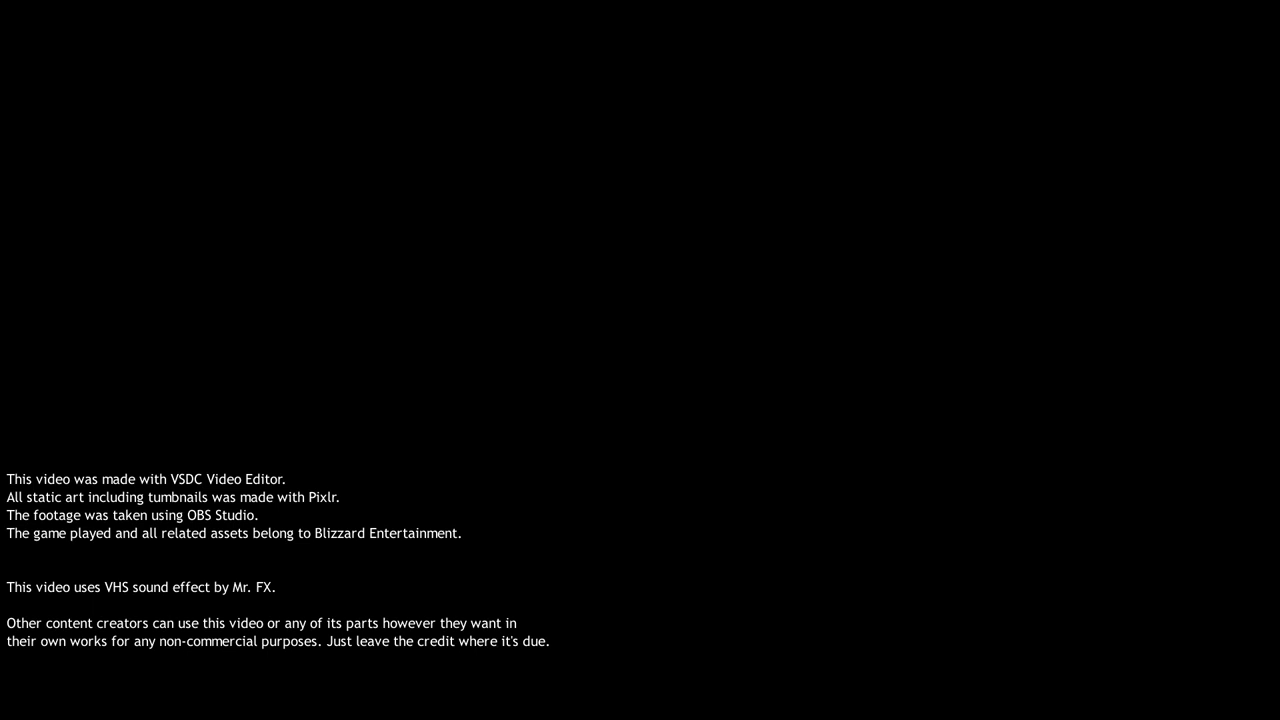 This video was made with VSDC Video Editor.
All static art including tumbnails was made with Pixlr.
The footage was taken using OBS Studio.
The game played and all related assets belong to Blizzard Entertainment.
This video uses VHS sound effect by Mr. FX.
Other content creators can use this video or any of its parts however they want in
their own works for any non-commercial purposes. Just leave the credit where it's due.